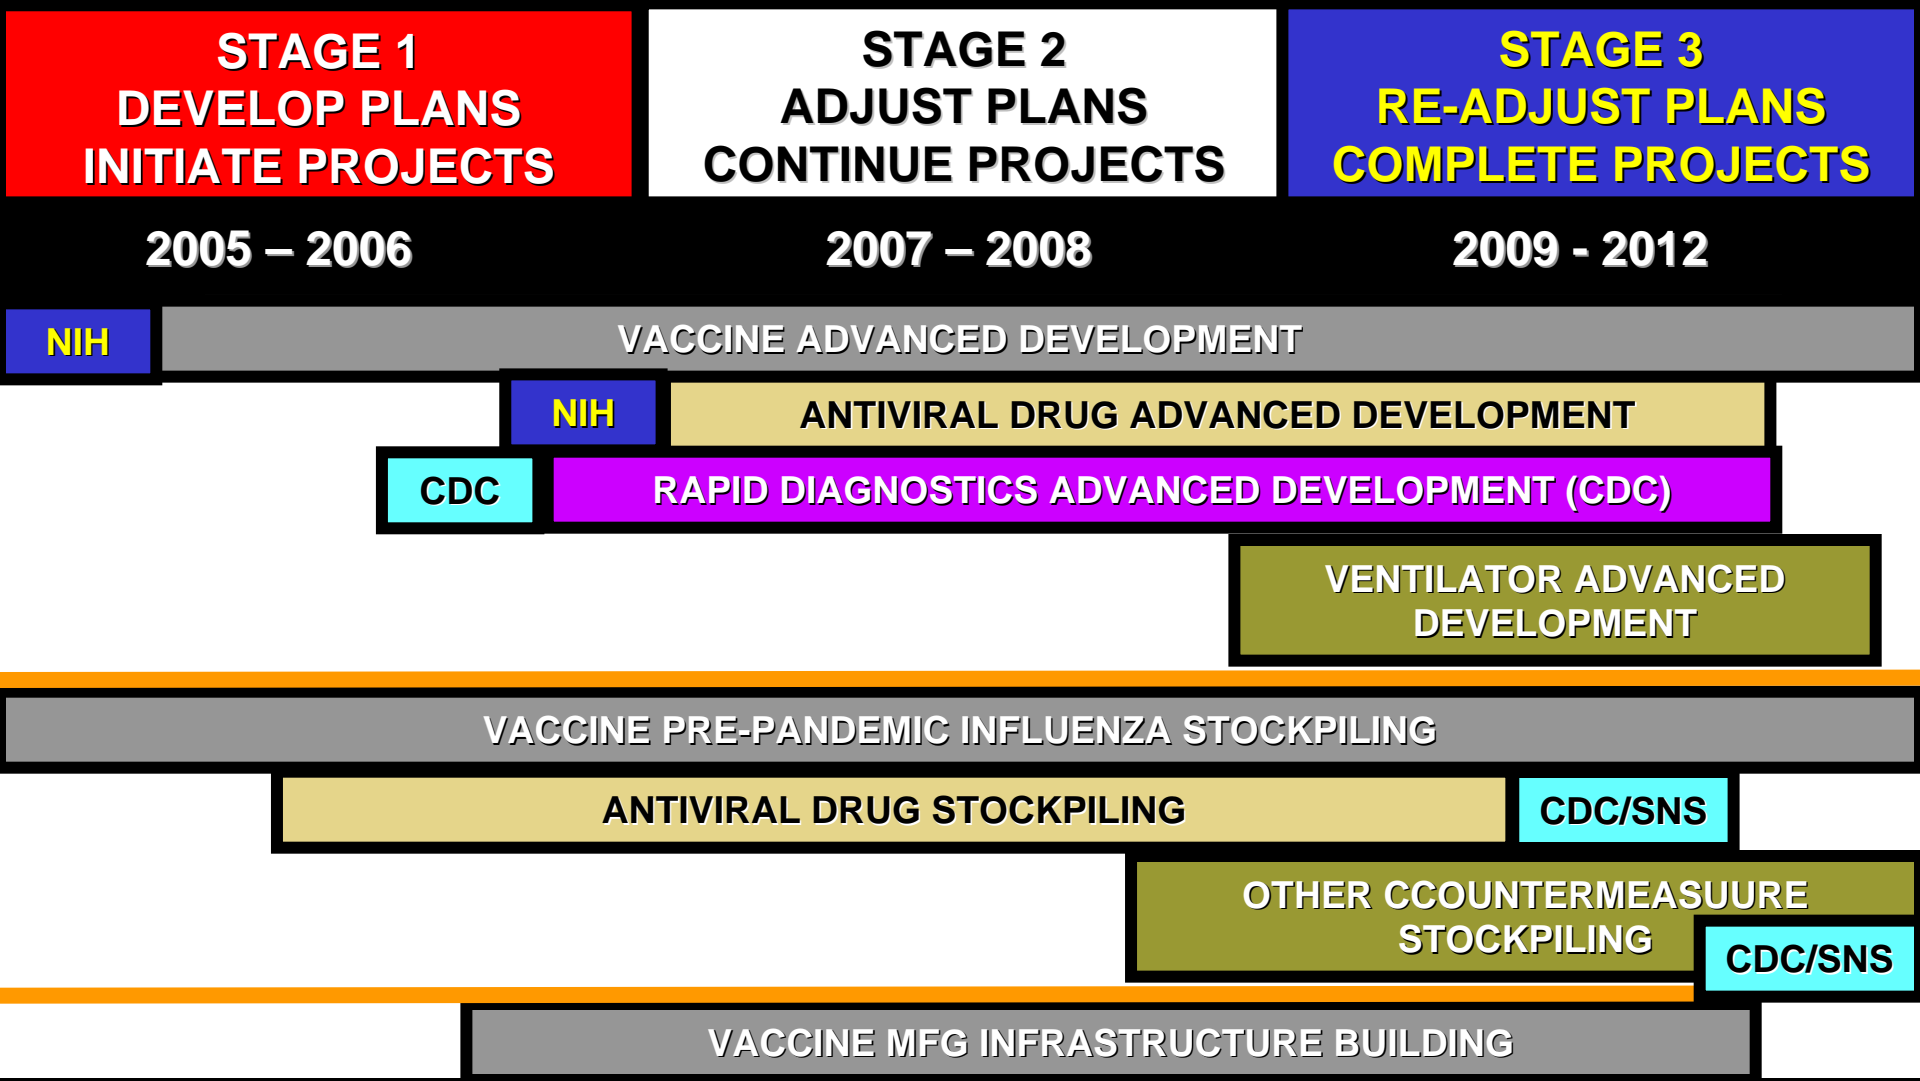 STAGE 1
DEVELOP PLANS
INITIATE PROJECTS
STAGE 2
ADJUST PLANS
CONTINUE PROJECTS
STAGE 3
RE-ADJUST PLANS
COMPLETE PROJECTS
2005 – 2006
2007 – 2008
2009 - 2012
NIH
VACCINE ADVANCED DEVELOPMENT
NIH
ANTIVIRAL DRUG ADVANCED DEVELOPMENT
CDC
RAPID DIAGNOSTICS ADVANCED DEVELOPMENT (CDC)
VENTILATOR ADVANCED
DEVELOPMENT
VACCINE PRE-PANDEMIC INFLUENZA STOCKPILING
ANTIVIRAL DRUG STOCKPILING
CDC/SNS
OTHER CCOUNTERMEASUURE
STOCKPILING
CDC/SNS
VACCINE MFG INFRASTRUCTURE BUILDING